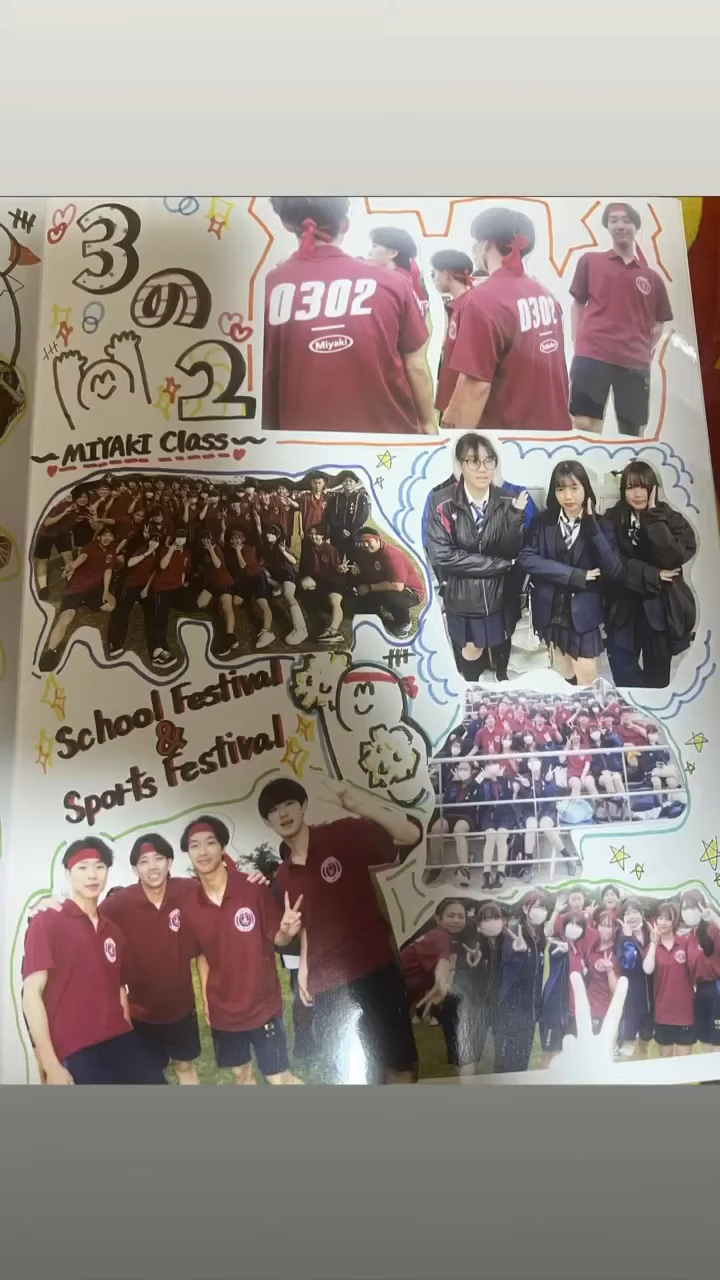 3
の
2
MIYAKI Class
0302
Miyaki
0302
Miyaki
School Festival
&
Sports Festival